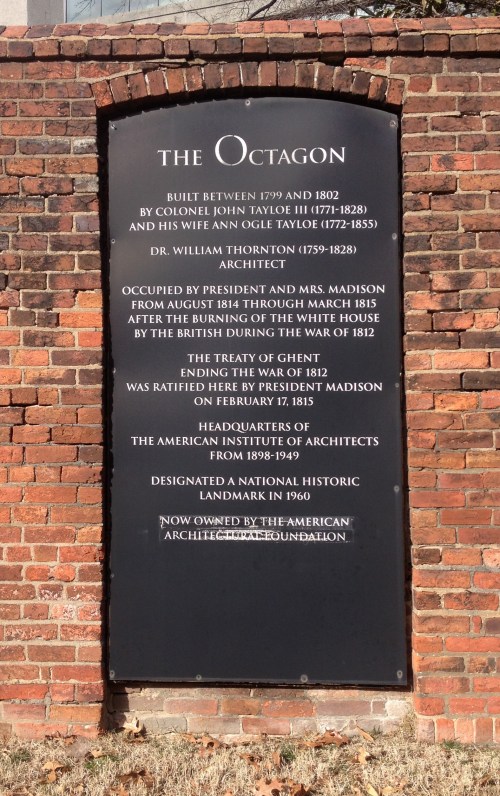 THE OCTAGON
BUILT BETWEEN 1799 AND 1802
BY COLONEL JOHN TAYLOE III (1771-1828)
AND HIS WIFE ANN OGLE TAYLOE (1772-1855)
DR. WILLIAM THORNTON (1759-1828)
ARCHITECT
OCCUPIED BY PRESIDENT AND MRS. MADISON
FROM AUGUST 1814 THROUGH MARCH 1815
AFTER THE BURNING OF THE WHITE HOUSE
BY THE BRITISH DURING THE WAR OF 1812
THE TREATY OF GHENT
ENDING THE WAR OF 1812
WAS RATIFIED HERE BY PRESIDENT MADISON
ON FEBRUARY 17, 1815
HEADQUARTERS OF
THE AMERICAN INSTITUTE OF ARCHITECTS
FROM 1898-1949
DESIGNATED A NATIONAL HISTORIC
LANDMARK IN 1960
NOW OWNED BY THE AMERICAN
ARCHITECTURAL FOUNDATION